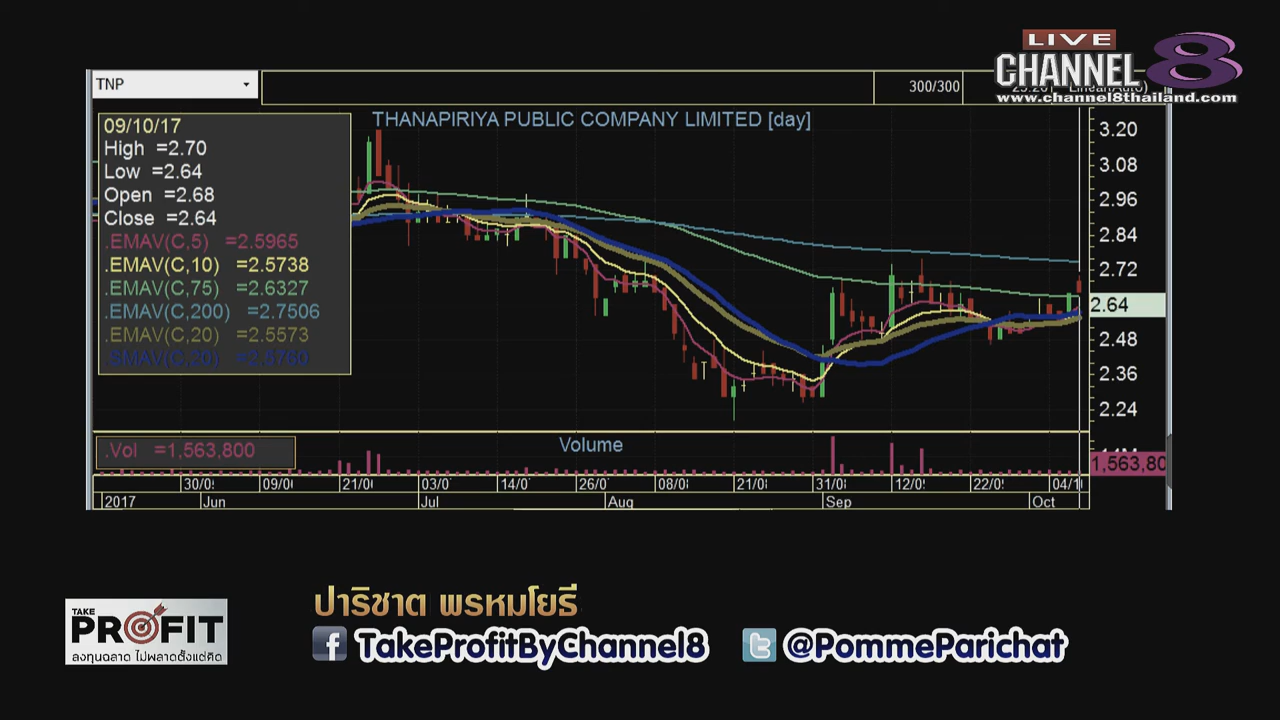 LIVE
CHANNEL 8
www.channel8thailand.com
TNP
300/300
THANAPIRIYA PUBLIC COMPANY LIMITED [day]
09/10/17
High =2.70
Low =2.64
Open =2.68
Close =2.64
.EMAV(C,5) =2.5965
.EMAV(C,10) =2.5738
.EMAV(C,75) =2.6327
.EMAV(C,200) =2.7506
.EMAV(C,20) =2.5573
.SMAV(C,20) =2.5760
3.20
3.08
2.96
2.84
2.72
2.64
2.48
2.36
2.24
.Vol =1,563,800
Volume
1,563,80
30/0 09/0 21/0 03/0 14/0 26/0 08/0 21/0 31/0 12/0 22/0 04/1
2017 Jun Jul Aug Sep Oct
TAKE
PROFIT
ลงทุนฉลาด ไม่พลาดตั้งแต่คิด
ปาริชาต พรหมโยธี
f TakeProfitByChannel8 t @PommeParichat